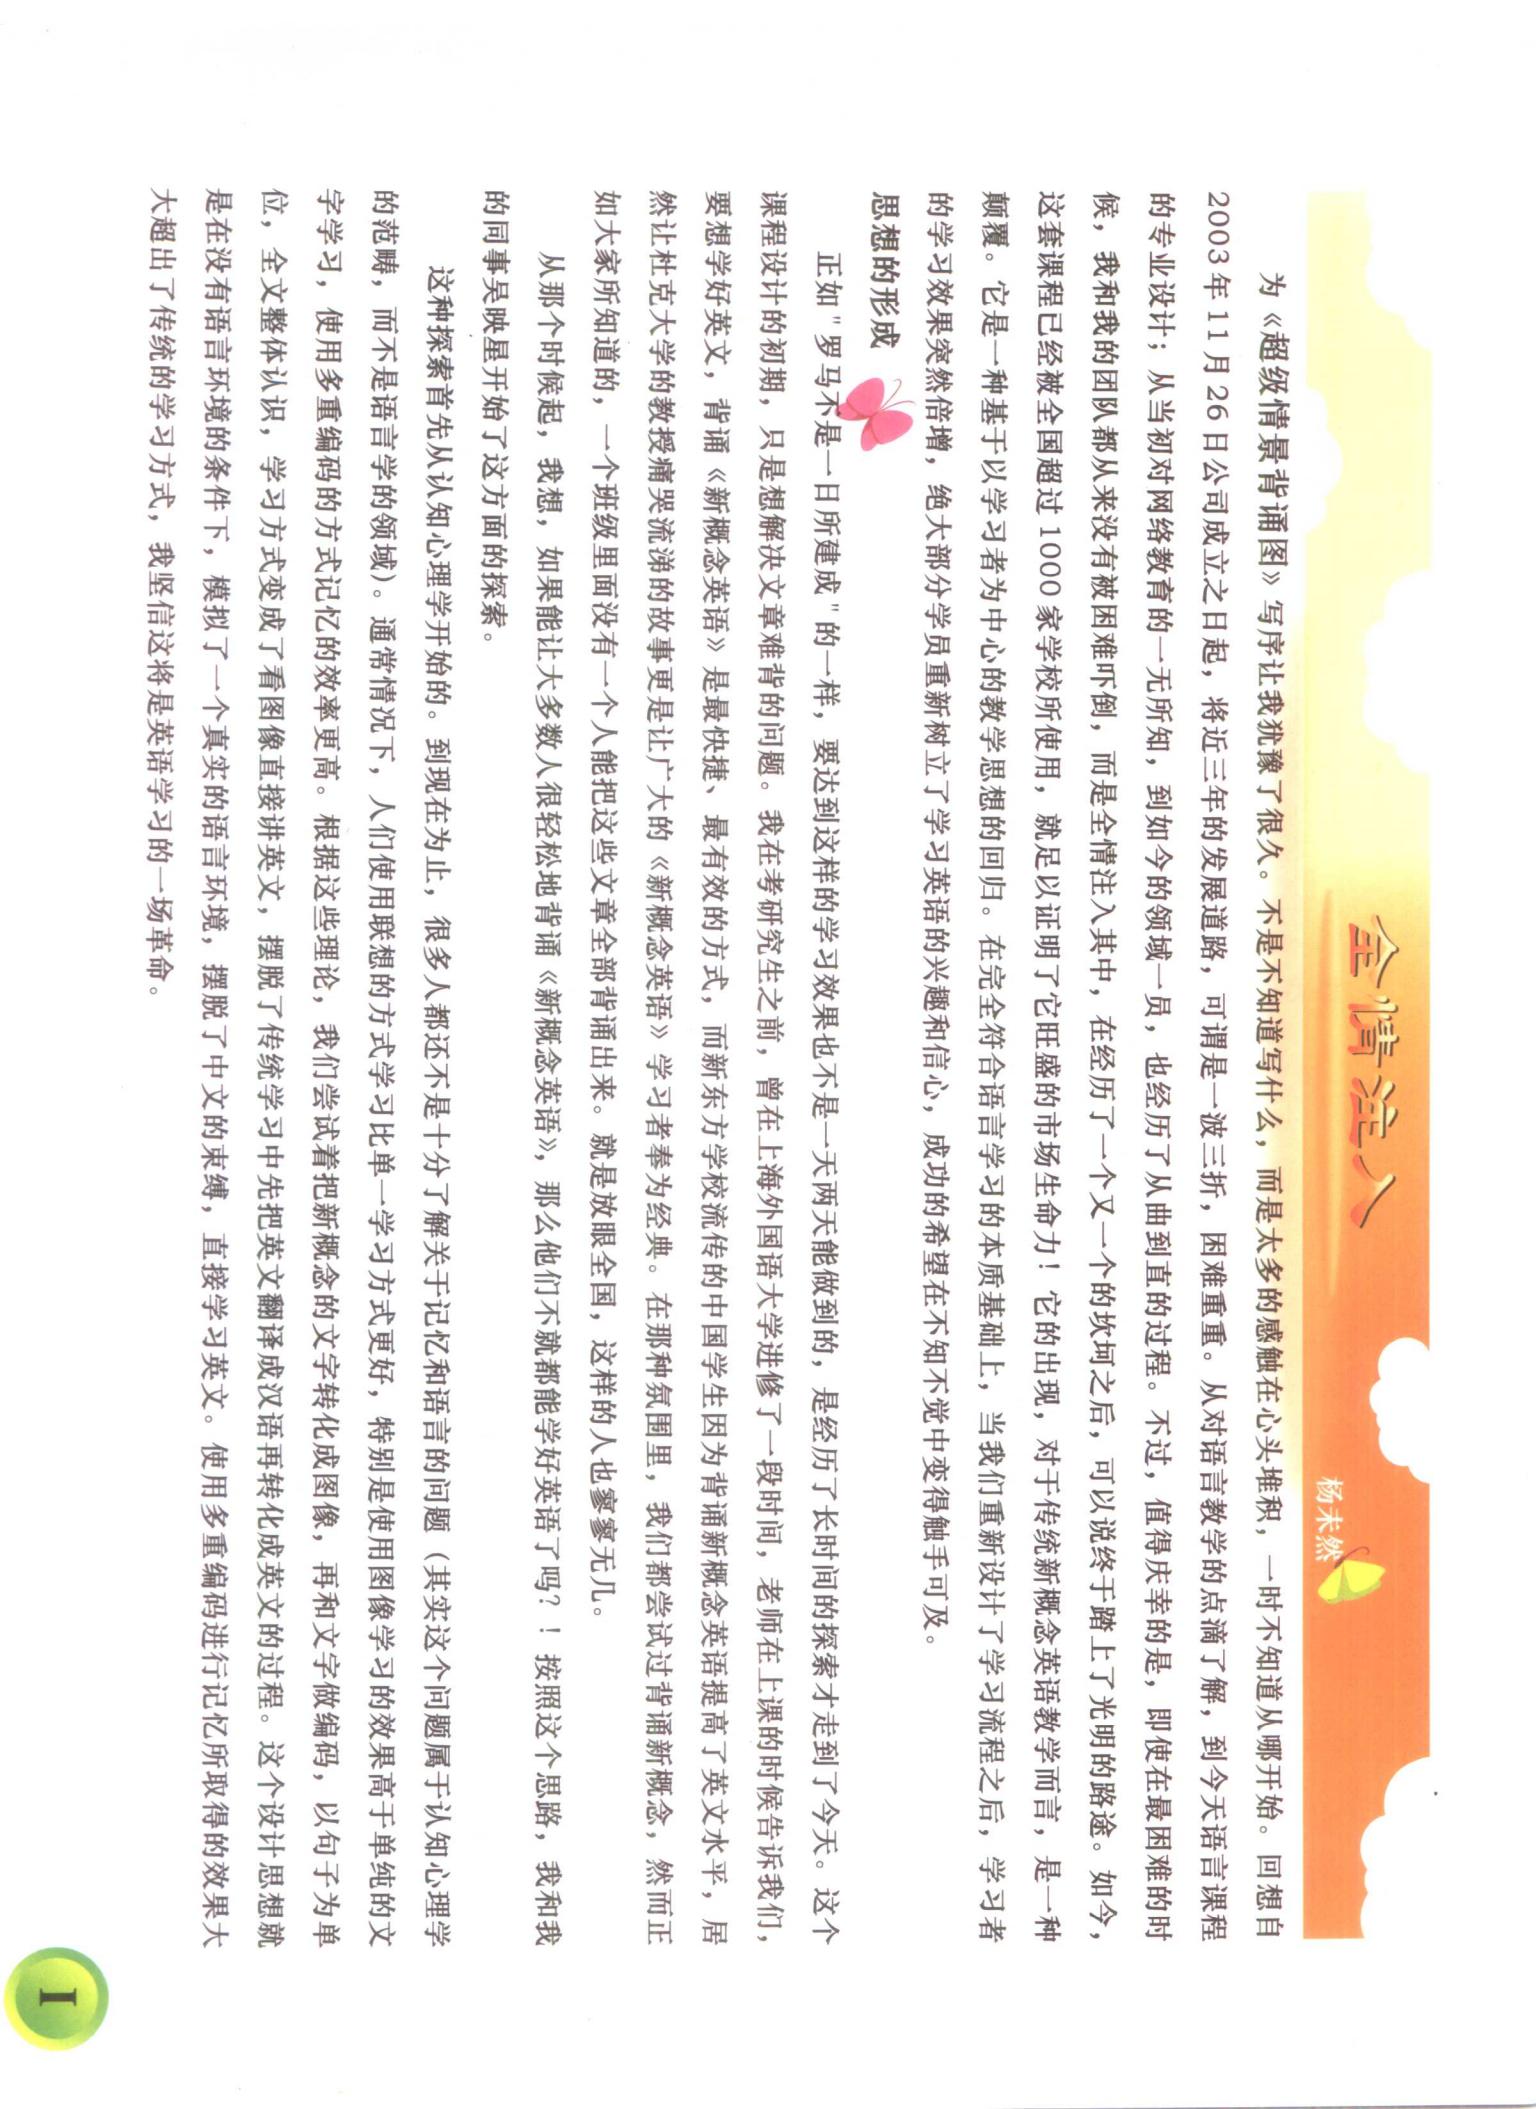 全情注入
杨未然
为《超级情景背诵图》写序让我犹豫了很久。不是不知道写什么，而是太多的感触在心头堆积，一时不知道从哪开始。回想自
2003年11月26日公司成立之日起，将近三年的发展道路，可谓是一波三折，困难重重。从对语言教学的点滴了解，到今天语言课程
的专业设计；从当初对网络教育的一无所知，到如今的领域一员，也经历了从曲到直的过程。不过，值得庆幸的是，即使在最困难的时
候，我和我的团队都从来没有被困难吓倒，而是全情注入其中，在经历了一个又一个的坎坷之后，可以说终于踏上了光明的路途。如今，
这套课程已经被全国超过1000家学校所使用，就足以证明了它旺盛的市场生命力！它的出现，对于传统新概念英语教学而言，是一种
颠覆。它是一种基于以学习者为中心的教学思想的回归。在完全符合语言学习的本质基础上，当我们重新设计了学习流程之后，学习者
的学习效果突然倍增，绝大部分学员重新树立了学习英语的兴趣和信心，成功的希望在不知不觉中变得触手可及。
思想的形成
正如"罗马不是一日所建成"的一样，要达到这样的学习效果也不是一天两天能做到的，是经历了长时间的探索才走到了今天。这个
课程设计的初期，只是想解决文章难背的问题。我在考研究生之前，曾在上海外国语大学进修了一段时间，老师在上课的时候告诉我们，
要想学好英文，背诵《新概念英语》是最快捷、最有效的方式，而新东方学校流传的中国学生因为背诵新概念英语提高了英文水平，居
然让杜克大学的教授痛哭流涕的故事更是让广大的《新概念英语》学习者奉为经典。在那种氛围里，我们都尝试过背诵新概念，然而正
如大家所知道的，一个班级里面没有一个人能把这些文章全部背诵出来。就是放眼全国，这样的人也寥寥无几。
从那个时候起，我想，如果能让大多数人很轻松地背诵《新概念英语》，那么他们不就都能学好英语了吗？！按照这个思路，我和我
的同事吴映星开始了这方面的探索。
这种探索首先从认知心理学开始的。到现在为止，很多人都还不是十分了解关于记忆和语言的问题（其实这个问题属于认知心理学
的范畴，而不是语言学的领域）。通常情况下，人们使用联想的方式学习比单一学习方式更好，特别是使用图像学习的效果高于单纯的文
字学习，使用多重编码的方式记忆的效率更高。根据这些理论，我们尝试着把新概念的文字转化成图像，再和文字做编码，以句子为单
位，全文整体认识，学习方式变成了看图像直接讲英文，摆脱了传统学习中先把英文翻译成汉语再转化成英文的过程。这个设计思想就
是在没有语言环境的条件下，模拟了一个真实的语言环境，摆脱了中文的束缚，直接学习英文。使用多重编码进行记忆所取得的效果大
大超出了传统的学习方式，我坚信这将是英语学习的一场革命。
I